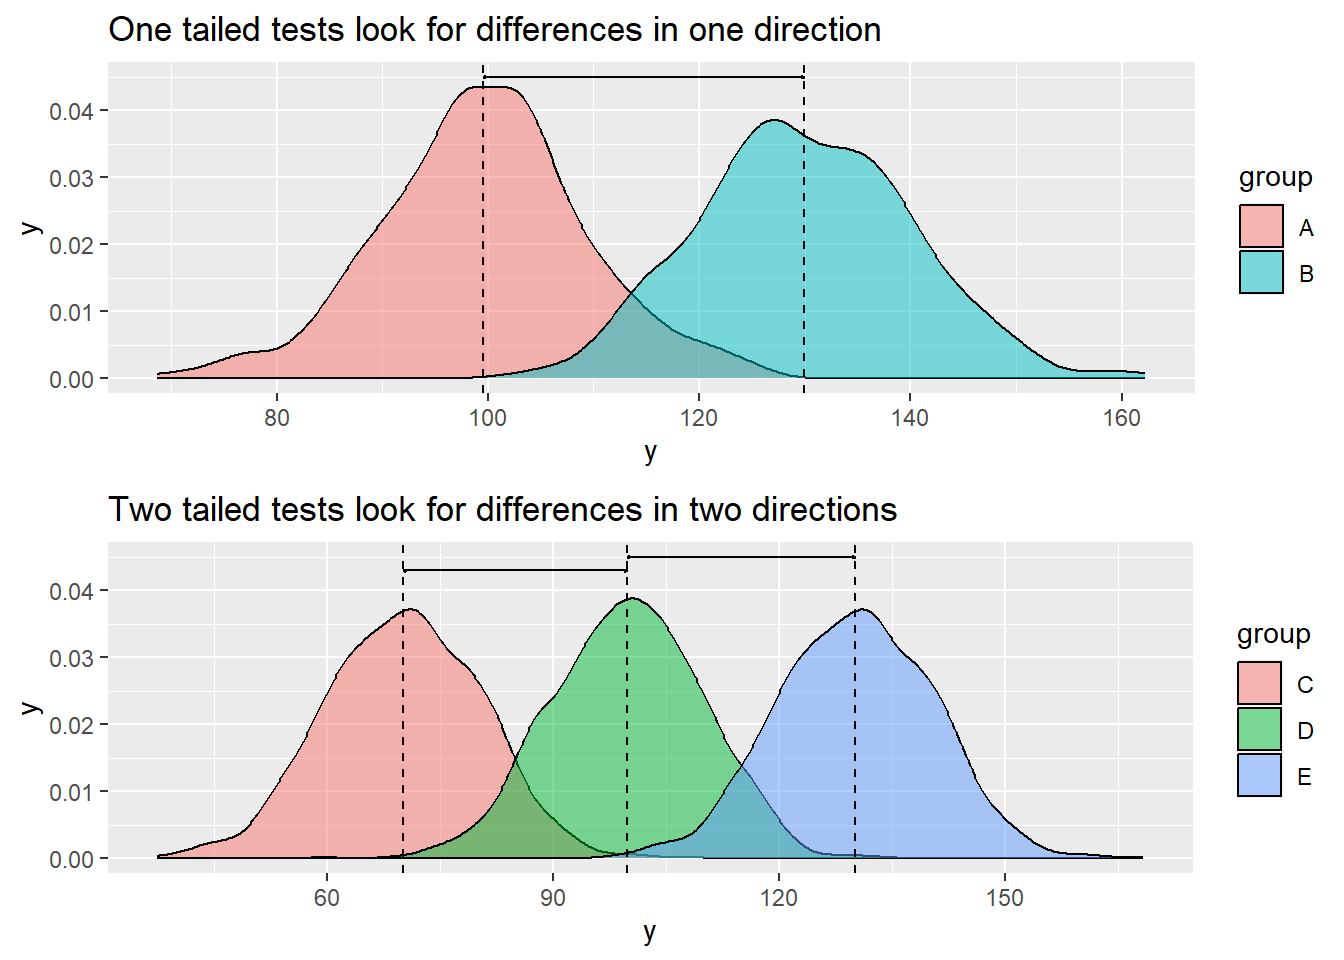 One tailed tests look for differences in one direction
0.04
0.03
0.02
0.01
0.00
y
80 100 120 140 160
y
group
A
B
Two tailed tests look for differences in two directions
0.04
0.03
0.02
0.01
0.00
y
60 90 120 150
y
group
C
D
E